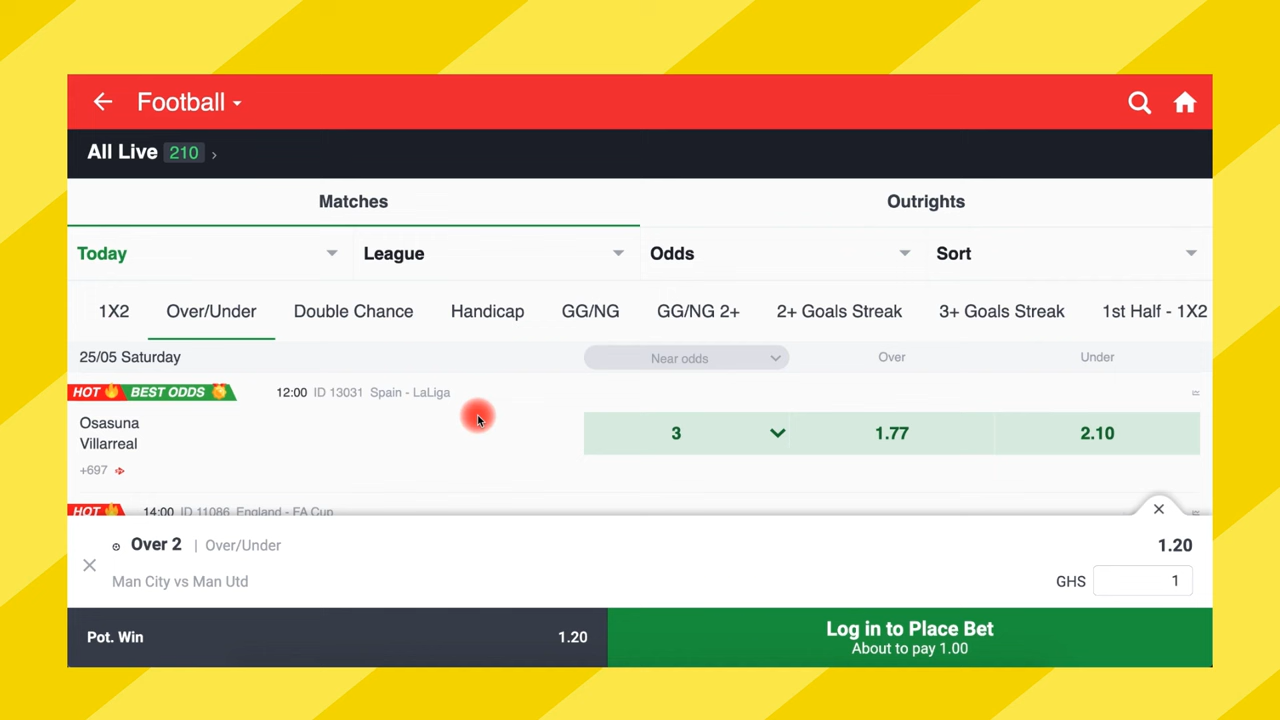 Football
All Live 210 >
Matches Outrights
Today League Odds Sort
1X2 Over/Under Double Chance Handicap GG/NG GG/NG 2+ 2+ Goals Streak 3+ Goals Streak 1st Half - 1X2
25/05 Saturday Near odds Over Under
HOT BEST ODDS 12:00 ID 13031 Spain - LaLiga
Osasuna
Villarreal
3 1.77 2.10
+697
HOT 14:00 ID 11086 England - FA Cup
Over 2 | Over/Under 1.20
Man City vs Man Utd GHS 1
Pot. Win 1.20
Log in to Place Bet
About to pay 1.00